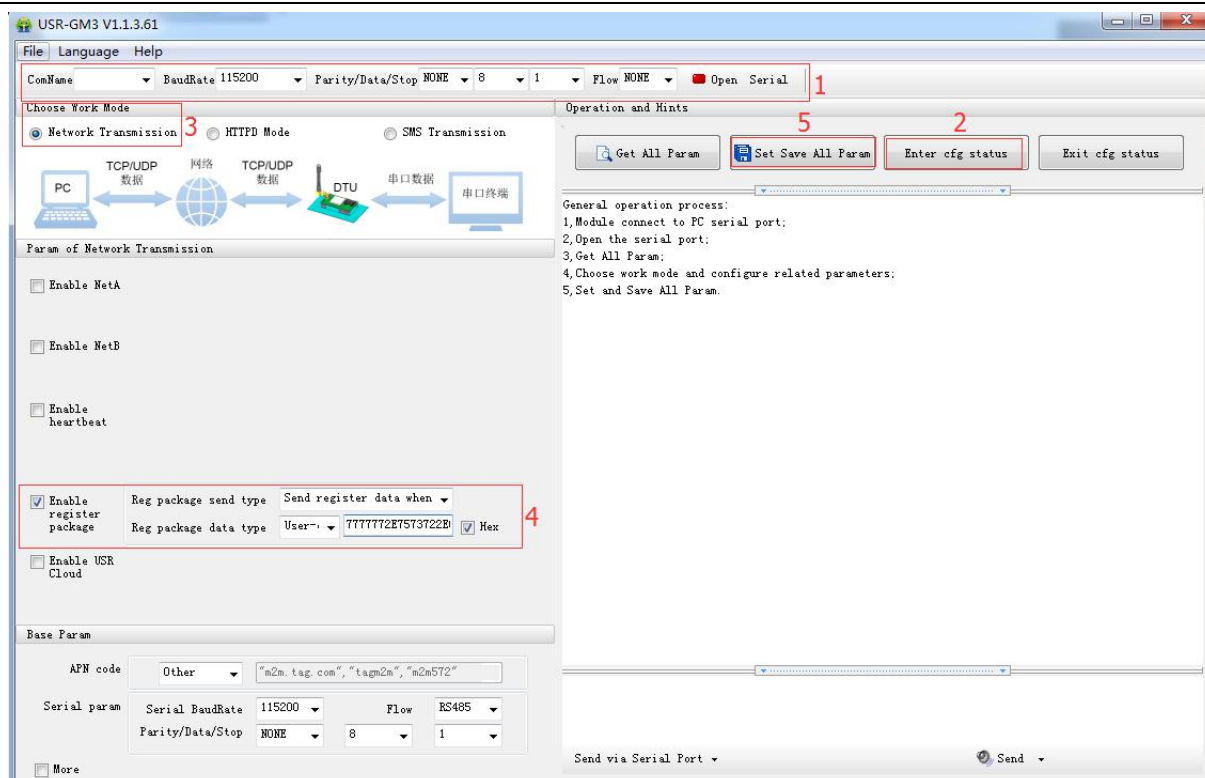 USR-GM3 V1.1.3.61
File Language Help
ComName BaudRate 115200 Parity/Data/Stop NONE 8 1 Flow NONE Open Serial
1
Choose Work Mode
Network Transmission 3 HTTPD Mode SMS Transmission
TCP/UDP 数据 网络 TCP/UDP 数据 串口数据
PC DTU 串口终端
Operation and Hints
5 2
Get All Param Set Save All Param Enter cfg status Exit cfg status
General operation process:
1,Module connect to PC serial port;
2,Open the serial port;
3,Get All Param;
4,Choose work mode and configure related parameters;
5,Set and Save All Param.
Param of Network Transmission
Enable NetA
Enable NetB
Enable
heartbeat
Enable
register
package
Reg package send type Send register data when
Reg package data type User- 7777772E7573722E Hex
4
Enable USR
Cloud
Base Param
APN code Other "m2m.tag.com","tagm2m","m2m572"
Serial param Serial BaudRate 115200 Flow RS485
Parity/Data/Stop NONE 8 1
More
Send via Serial Port Send